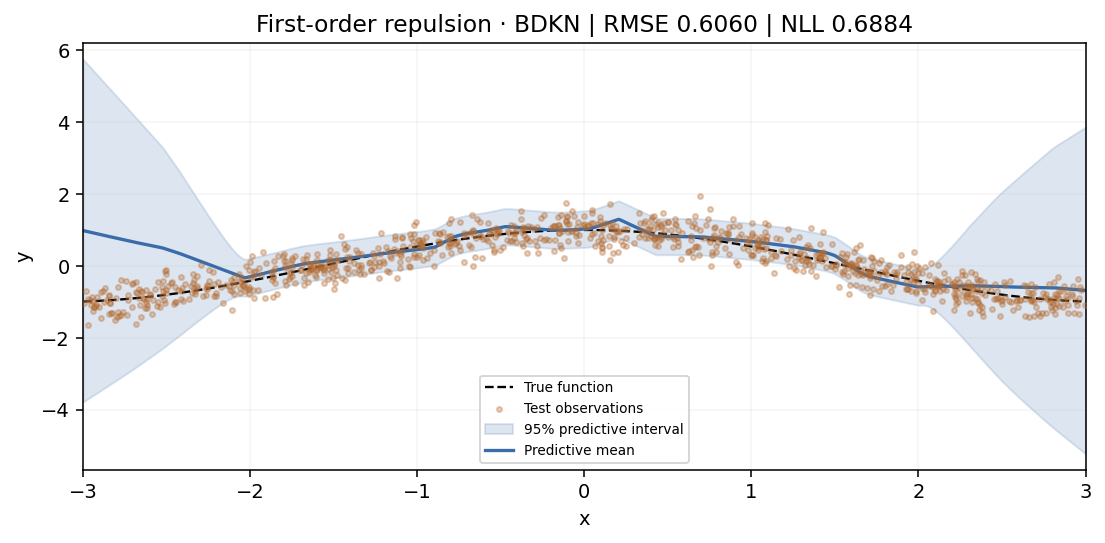 First-order repulsion · BDKN | RMSE 0.6060 | NLL 0.6884
6
4
2
0
−2
−4
y
−3
−2
−1
0
1
2
3
x
True function
Test observations
95% predictive interval
Predictive mean